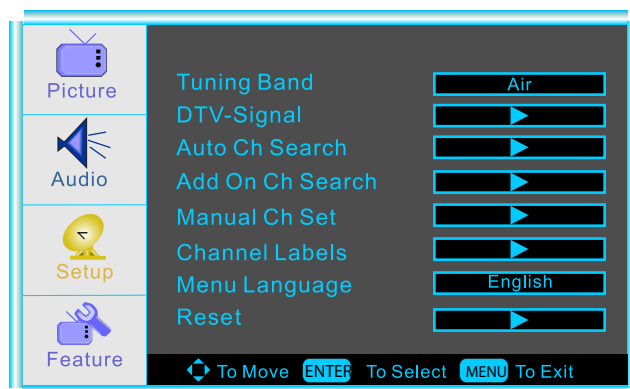 Picture
Audio
Setup
Feature
Tuning Band Air
DTV-Signal
Auto Ch Search
Add On Ch Search
Manual Ch Set
Channel Labels
Menu Language English
Reset
To Move ENTER To Select MENU To Exit